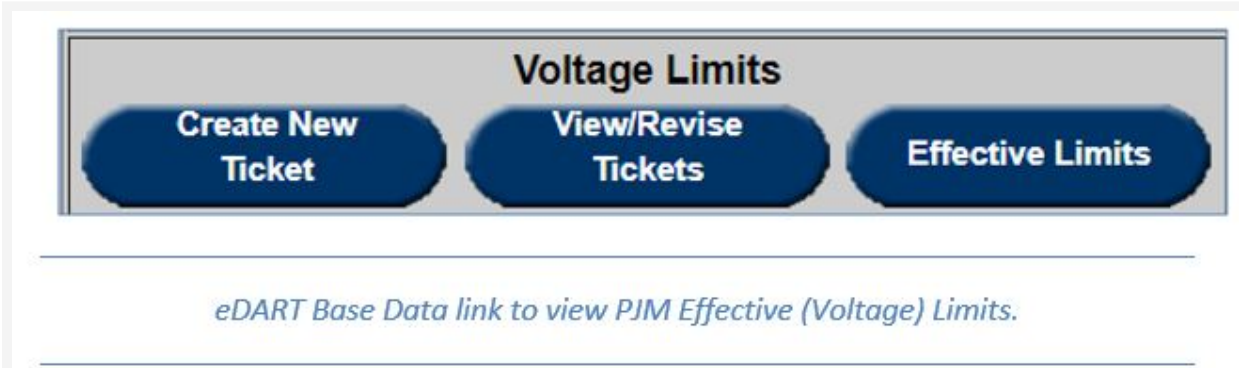 Voltage Limits
Create New
Ticket
View/Revise
Tickets
Effective Limits
eDART Base Data link to view PJM Effective (Voltage) Limits.